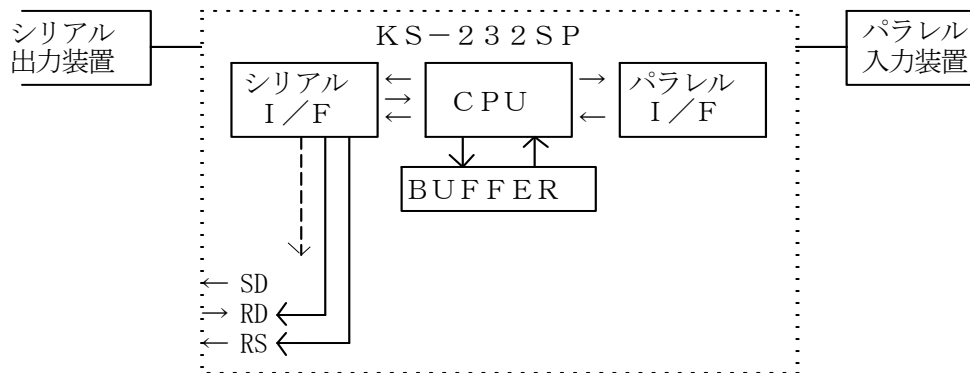 シリアル
出力装置
KS-232SP
パラレル
入力装置
シリアル
I/F
CPU
パラレル
I/F
BUFFER
SD
RD
RS